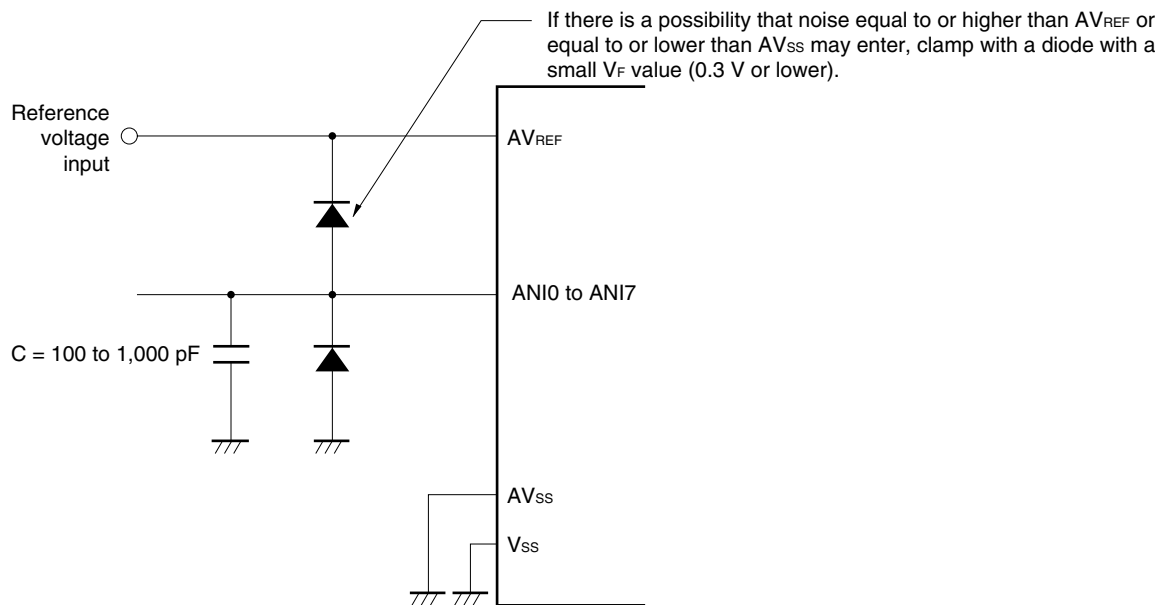 If there is a possibility that noise equal to or higher than AVREF or
equal to or lower than AVSS may enter, clamp with a diode with a
small VF value (0.3 V or lower).
Reference
voltage
input
AVREF
ANI0 to ANI7
C = 100 to 1,000 pF
AVSS
VSS